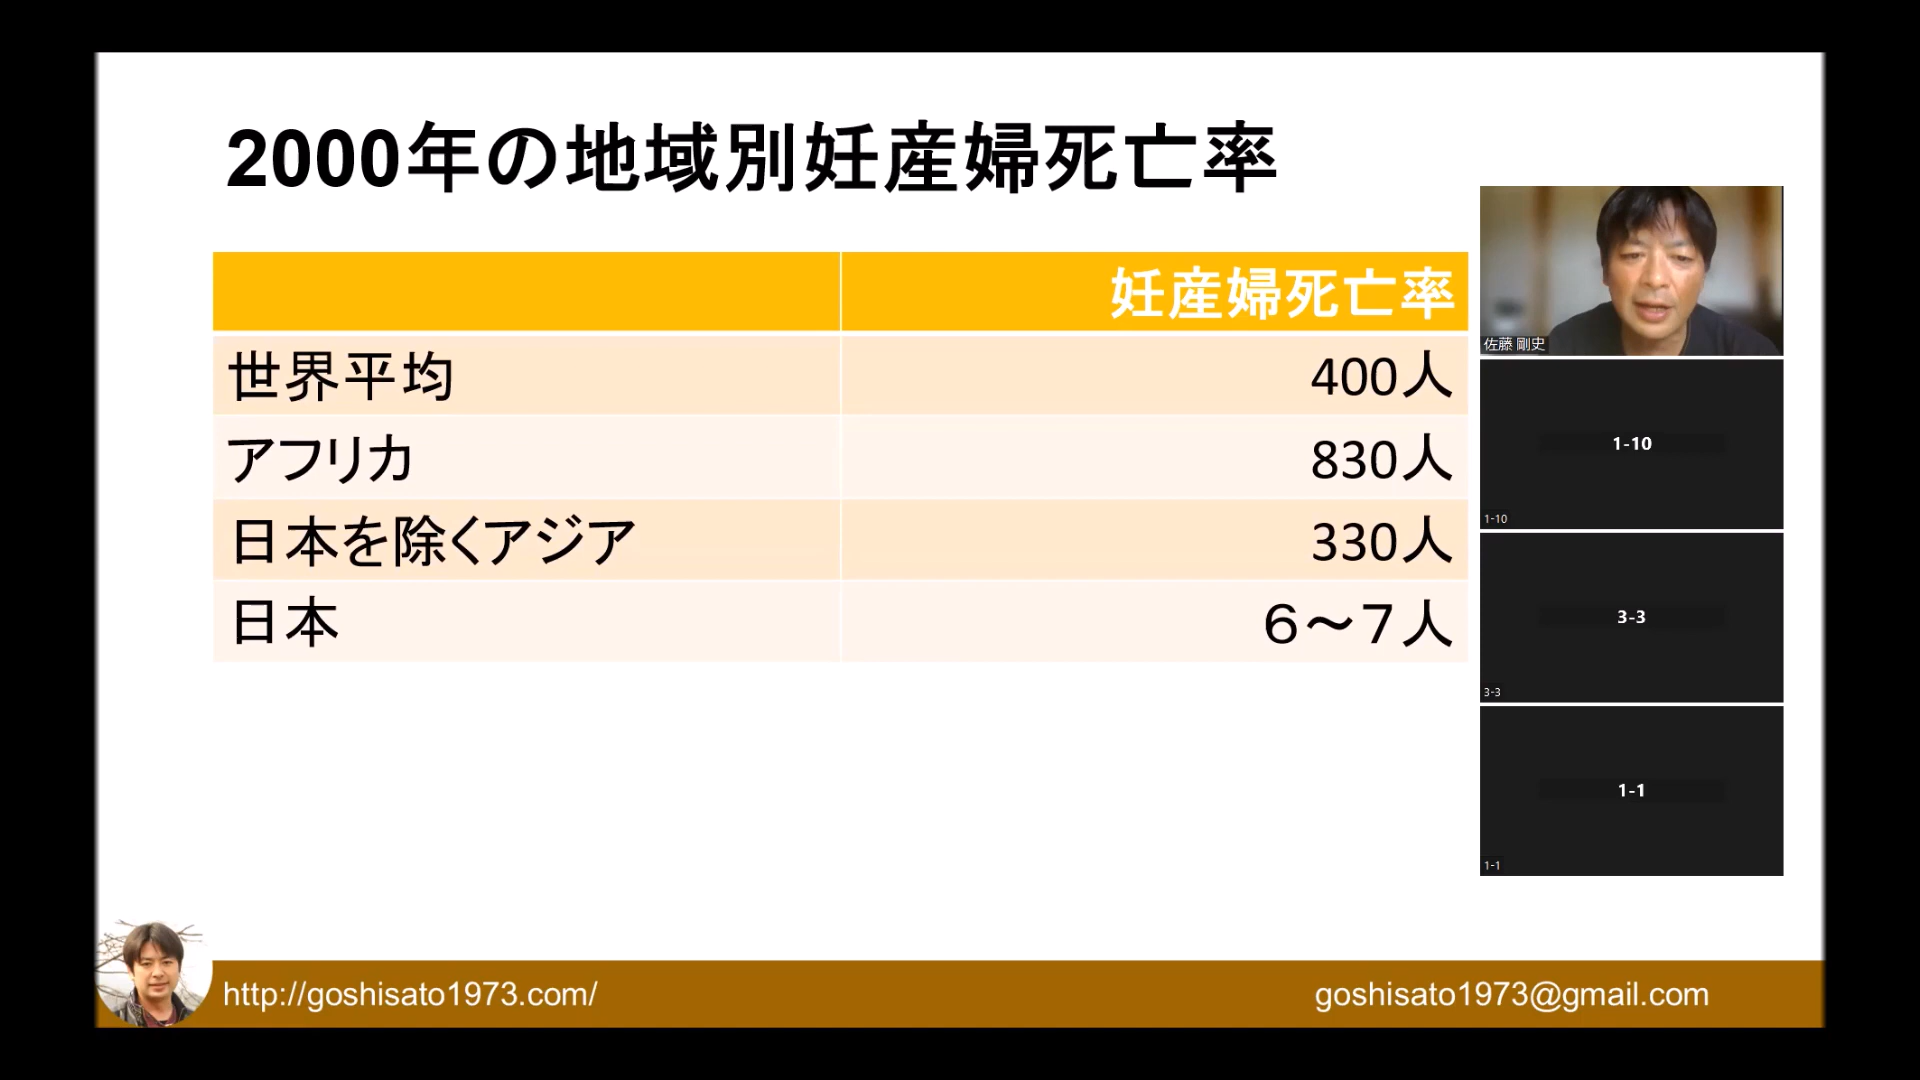 2000年の地域別妊産婦死亡率
妊産婦死亡率
世界平均 400人
アフリカ 830人
日本を除くアジア 330人
日本 6～7人
佐藤 剛史
1-10
1-10
3-3
3-3
1-1
1-1
http://goshisato1973.com/
goshisato1973@gmail.com